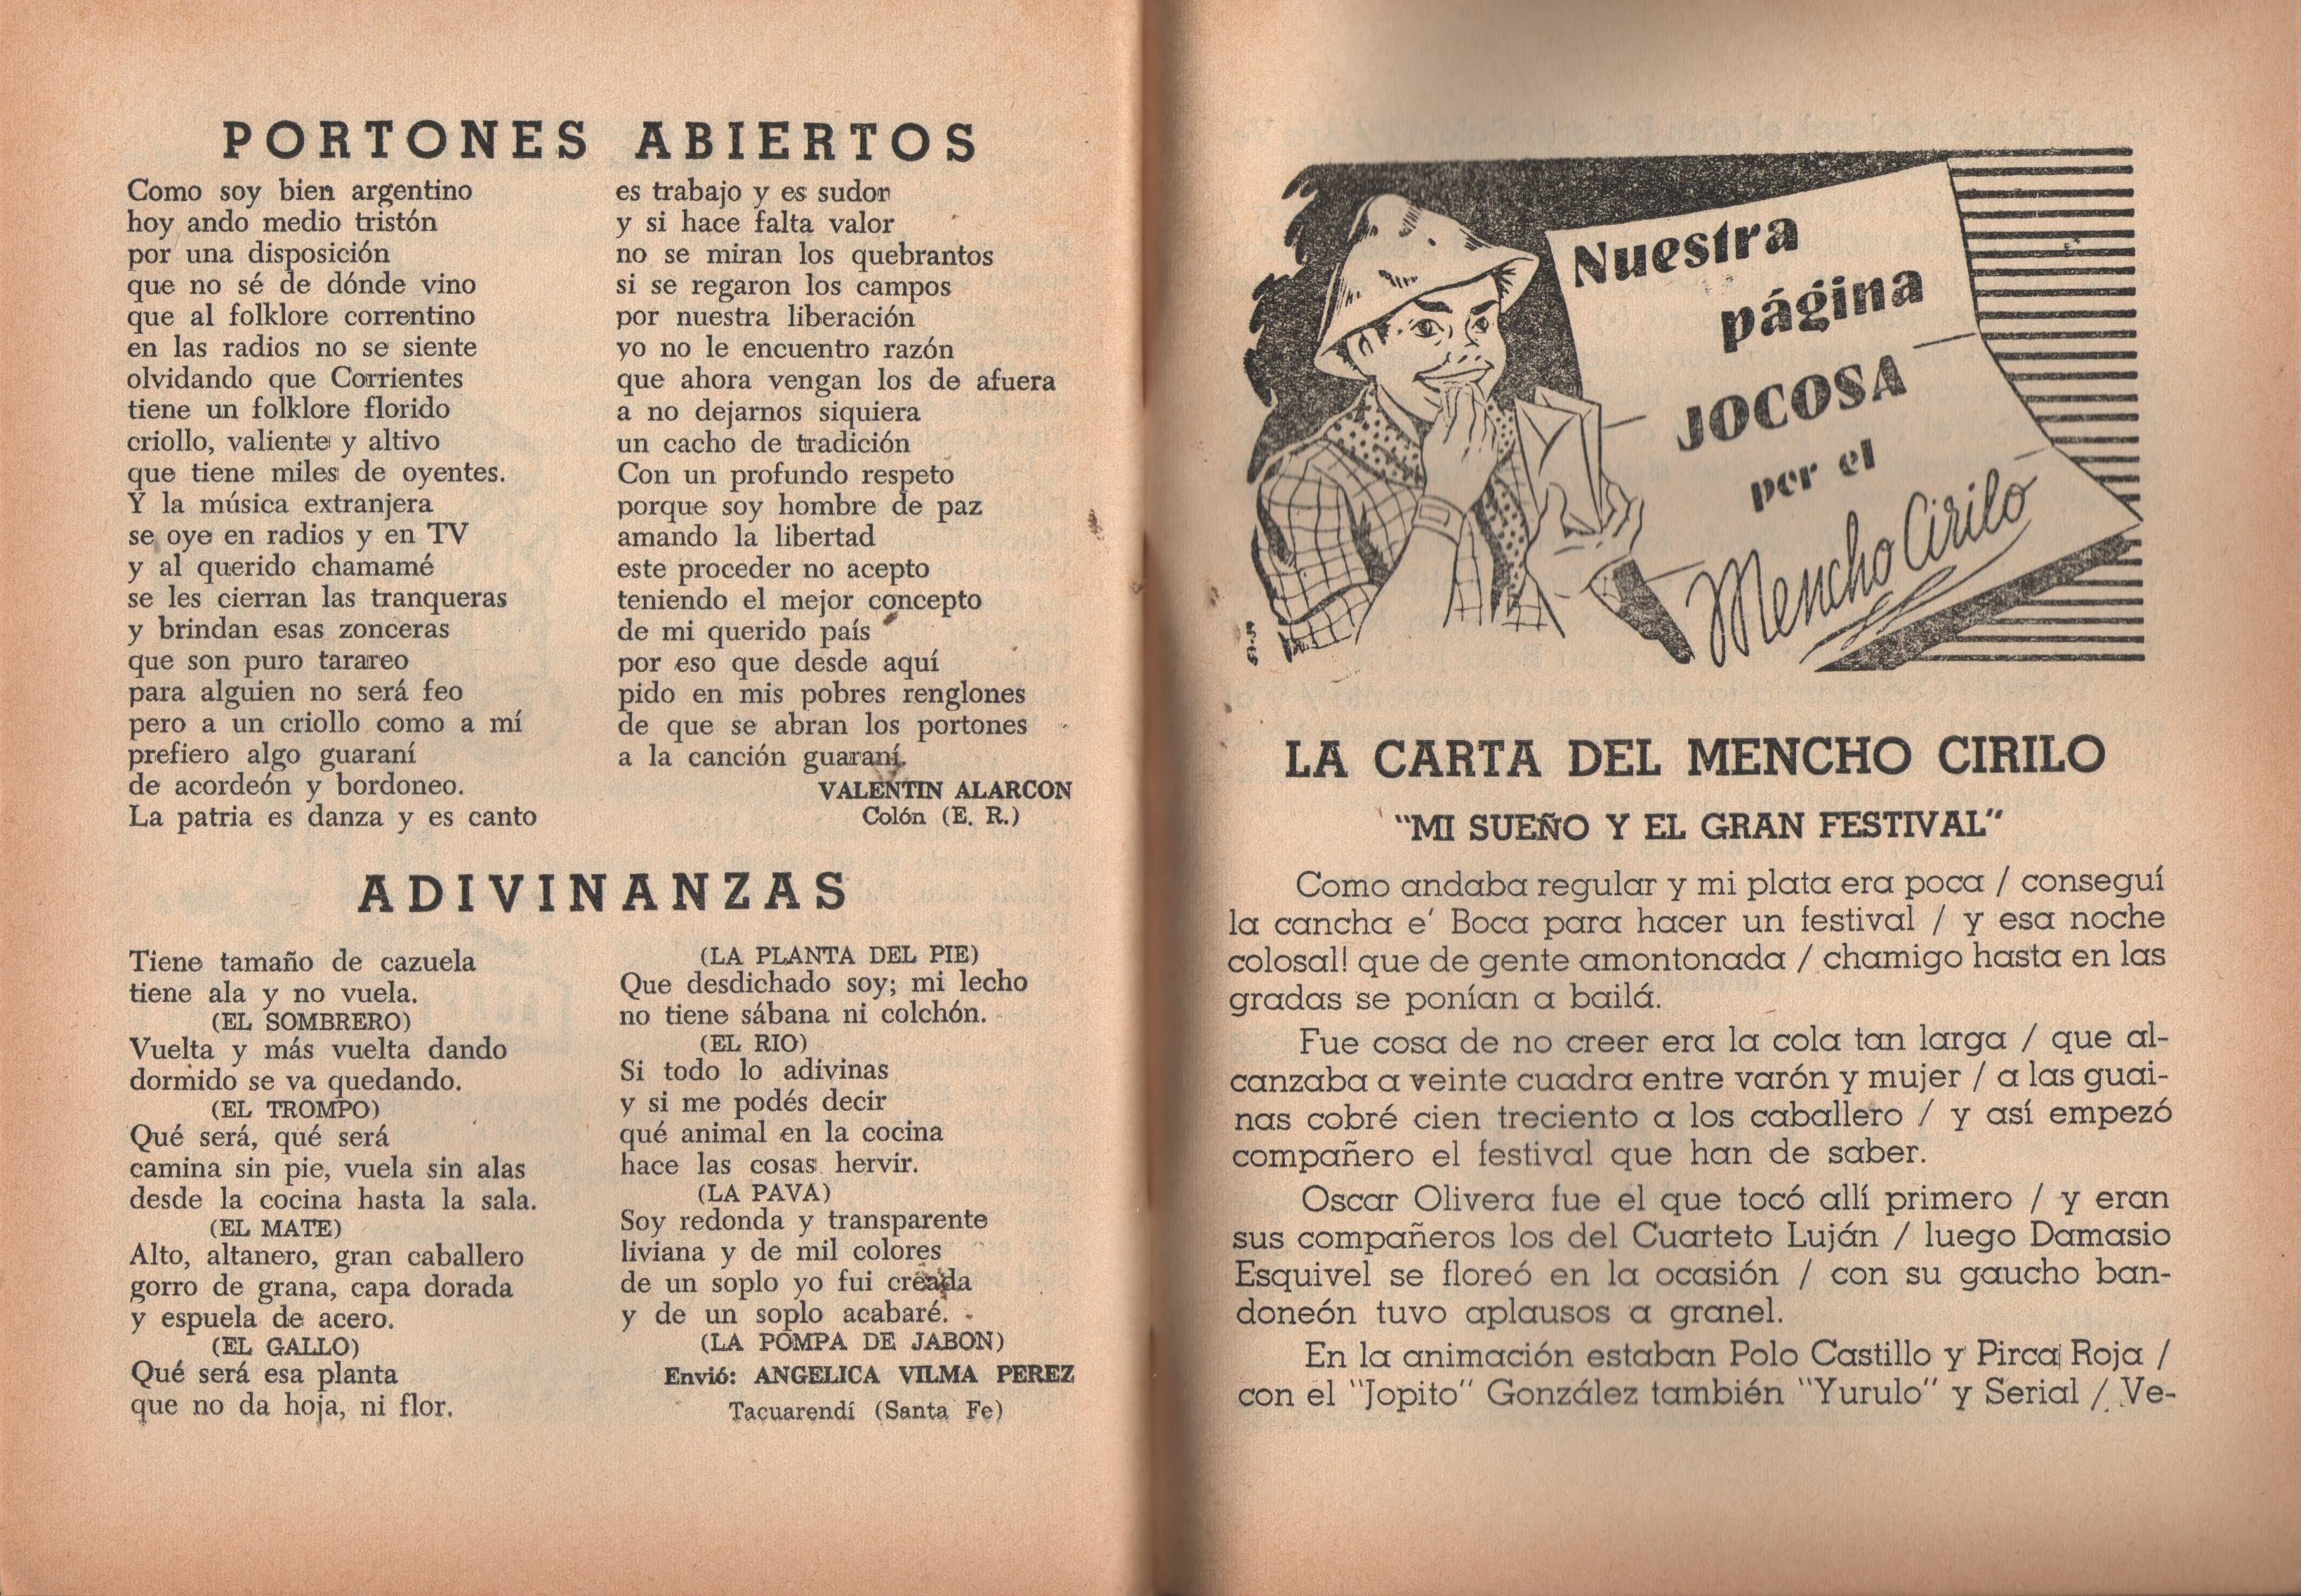 PORTONES ABIERTOS
Como soy bien argentino
hoy ando medio tristón
por una disposición
que no sé de dónde vino
que al folklore correntino
en las radios no se siente
olvidando que Corrientes
tiene un folklore florido
criollo, valiente y altivo
que tiene miles de oyentes.
Y la música extranjera
se oye en radios y en TV
y al querido chamamé
se les cierran las tranqueras
y brindan esas zonceras
que son puro tarareo
para alguien no será feo
pero a un criollo como a mí
prefiero algo guaraní
de acordeón y bordoneo.
La patria es danza y es canto
es trabajo y es sudor
y si hace falta valor
no se miran los quebrantos
si se regaron los campos
por nuestra liberación
yo no le encuentro razón
que ahora vengan los de afuera
a no dejarnos siquiera
un cacho de tradición
Con un profundo respeto
porque soy hombre de paz
amando la libertad
este proceder no acepto
teniendo el mejor concepto
de mi querido país
por eso que desde aquí
pido en mis pobres renglones
de que se abran los portones
a la canción guaraní.
VALENTIN ALARCON
Colón (E. R.)
ADIVINANZAS
Tiene tamaño de cazuela
tiene ala y no vuela.
(EL SOMBRERO)
Vuelta y más vuelta dando
dormido se va quedando.
(EL TROMPO)
Qué será, qué será
camina sin pie, vuela sin alas
desde la cocina hasta la sala.
(EL MATE)
Alto, altanero, gran caballero
gorro de grana, capa dorada
y espuela de acero.
(EL GALLO)
Qué será esa planta
que no da hoja, ni flor.
(LA PLANTA DEL PIE)
Que desdichado soy; mi lecho
no tiene sábana ni colchón.
(EL RIO)
Si todo lo adivinas
y si me podés decir
qué animal en la cocina
hace las cosas hervir.
(LA PAVA)
Soy redonda y transparente
liviana y de mil colores
de un soplo yo fui creada
y de un soplo acabaré.
(LA POMPA DE JABON)
Envió: ANGELICA VILMA PEREZ
Tacuarendí (Santa Fe)
Nuestra
página
JOCOSA
por el
Mencho Cirilo
LA CARTA DEL MENCHO CIRILO
"MI SUEÑO Y EL GRAN FESTIVAL"
Como andaba regular y mi plata era poca / conseguí
la cancha e' Boca para hacer un festival / y esa noche
colosal! que de gente amontonada / chamigo hasta en las
gradas se ponían a bailá.
Fue cosa de no creer era la cola tan larga / que al-
canzaba a veinte cuadra entre varón y mujer / a las guai-
nas cobré cien treciento a los caballero / y así empezó
compañero el festival que han de saber.
Oscar Olivera fue el que tocó allí primero / y eran
sus compañeros los del Cuarteto Luján / luego Damasio
Esquivel se floreó en la ocasión / con su gaucho ban-
doneón tuvo aplausos a granel.
En la animación estaban Polo Castillo y Pirca Roja /
con el "Jopito" González también "Yurulo" y Serial / Ve-